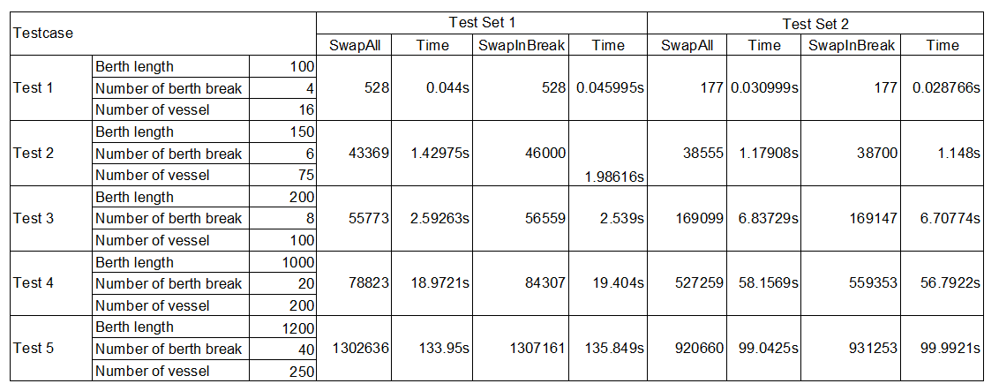 Testcase Test Set 1 Test Set 2
SwapAll Time SwapInBreak Time SwapAll Time SwapInBreak Time
Test 1 Berth length 100
Number of berth break 4 528 0.044s 528 0.045995s 177 0.030999s 177 0.028766s
Number of vessel 16
Test 2 Berth length 150
Number of berth break 6 43369 1.42975s 46000 1.98616s 38555 1.17908s 38700 1.148s
Number of vessel 75
Test 3 Berth length 200
Number of berth break 8 55773 2.59263s 56559 2.539s 169099 6.83729s 169147 6.70774s
Number of vessel 100
Test 4 Berth length 1000
Number of berth break 20 78823 18.9721s 84307 19.404s 527259 58.1569s 559353 56.7922s
Number of vessel 200
Test 5 Berth length 1200
Number of berth break 40 1302636 133.95s 1307161 135.849s 920660 99.0425s 931253 99.9921s
Number of vessel 250